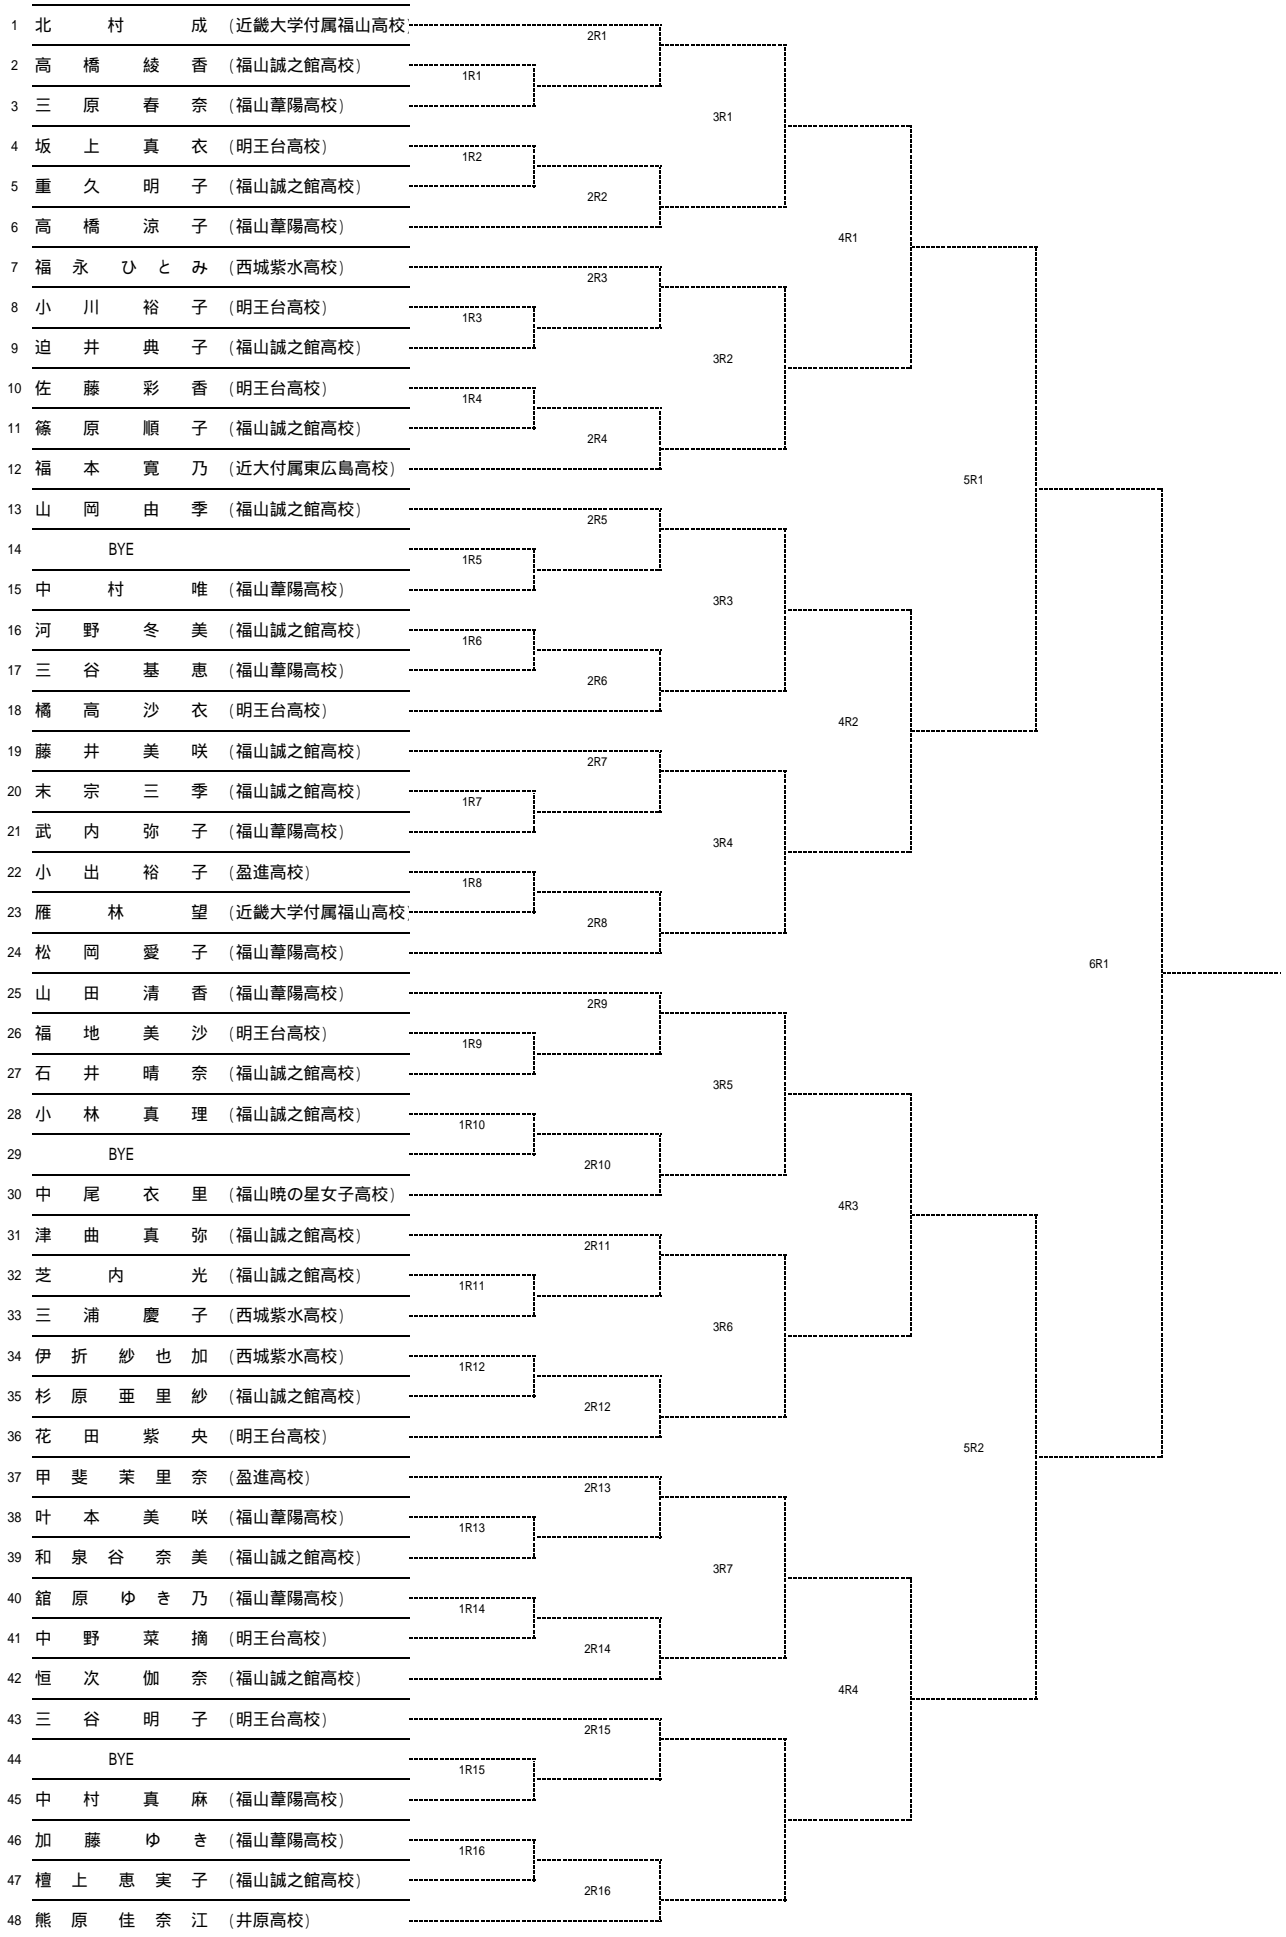 1 北村成 (近畿大学付属福山高校)
2R1
2 高橋綾香 (福山誠之館高校)
1R1
3 三原春奈 (福山葦陽高校)
3R1
4 坂上真衣 (明王台高校)
1R2
5 重久明子 (福山誠之館高校)
2R2
6 高橋涼子 (福山葦陽高校)
4R1
7 福永ひとみ (西城紫水高校)
2R3
8 小川裕子 (明王台高校)
1R3
9 迫井典子 (福山誠之館高校)
3R2
10 佐藤彩香 (明王台高校)
1R4
11 篠原順子 (福山誠之館高校)
2R4
12 福本寛乃 (近大付属東広島高校)
5R1
13 山岡由季 (福山誠之館高校)
2R5
14 BYE
1R5
15 中村唯 (福山葦陽高校)
3R3
16 河野冬美 (福山誠之館高校)
1R6
17 三谷基恵 (福山葦陽高校)
2R6
18 橘高沙衣 (明王台高校)
4R2
19 藤井美咲 (福山誠之館高校)
2R7
20 末宗三季 (福山誠之館高校)
1R7
21 武内弥子 (福山葦陽高校)
3R4
22 小出裕子 (盈進高校)
1R8
23 雁林望 (近畿大学付属福山高校)
2R8
24 松岡愛子 (福山葦陽高校)
6R1
25 山田清香 (福山葦陽高校)
2R9
26 福地美沙 (明王台高校)
1R9
27 石井晴奈 (福山誠之館高校)
3R5
28 小林真理 (福山誠之館高校)
1R10
29 BYE
2R10
30 中尾衣里 (福山暁の星女子高校)
4R3
31 津曲真弥 (福山誠之館高校)
2R11
32 芝内光 (福山誠之館高校)
1R11
33 三浦慶子 (西城紫水高校)
3R6
34 伊折紗也加 (西城紫水高校)
1R12
35 杉原亜里紗 (福山誠之館高校)
2R12
36 花田紫央 (明王台高校)
5R2
37 甲斐茉里奈 (盈進高校)
2R13
38 叶本美咲 (福山葦陽高校)
1R13
39 和泉谷奈美 (福山誠之館高校)
3R7
40 舘原ゆき乃 (福山葦陽高校)
1R14
41 中野菜摘 (明王台高校)
2R14
42 恒次伽奈 (福山誠之館高校)
4R4
43 三谷明子 (明王台高校)
2R15
44 BYE
1R15
45 中村真麻 (福山葦陽高校)
46 加藤ゆき (福山葦陽高校)
1R16
47 檀上恵実子 (福山誠之館高校)
2R16
48 熊原佳奈江 (井原高校)